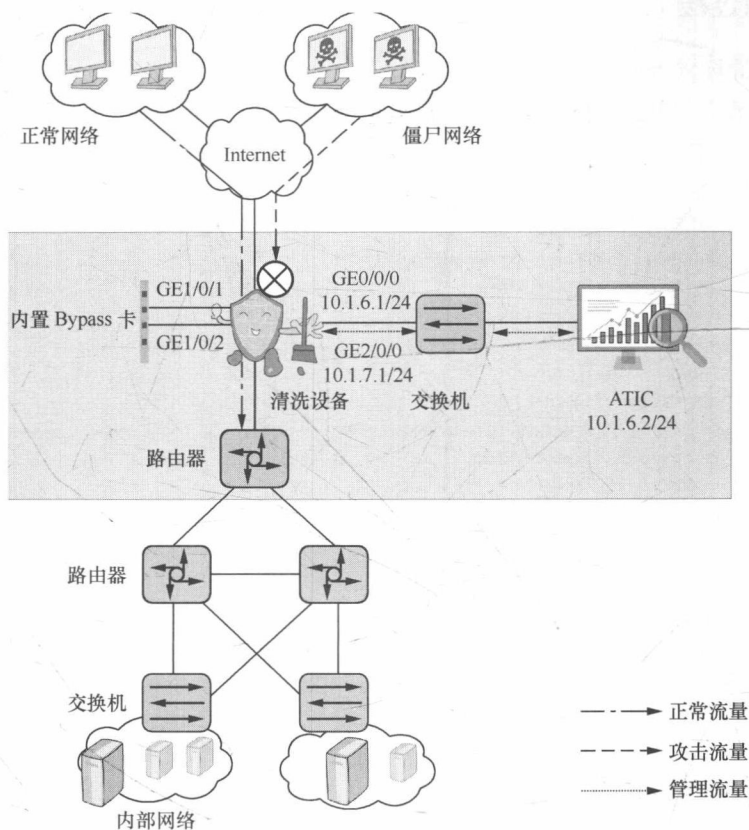 正常网络
僵尸网络
Internet
GE1/0/1
内置 Bypass 卡
GE1/0/2
GE0/0/0
10.1.6.1/24
GE2/0/0
10.1.7.1/24
清洗设备
交换机
ATIC
10.1.6.2/24
路由器
路由器
交换机
内部网络
正常流量
攻击流量
管理流量